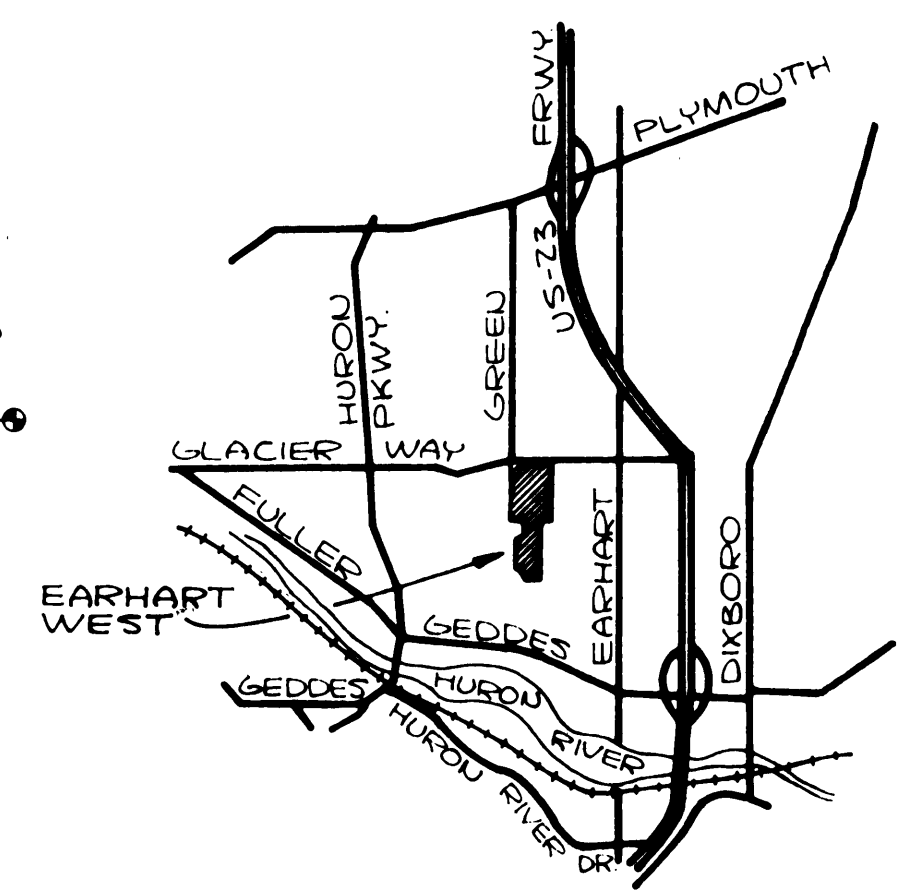 FRWY.
PLYMOUTH
US-23
HURON
PKWY.
GREEN
GLACIER WAY
FULLER
EARHART
DIXBORO
EARHART
WEST
GEDDES
GEDDES
HURON
RIVER
HURON
RIVER
DR.